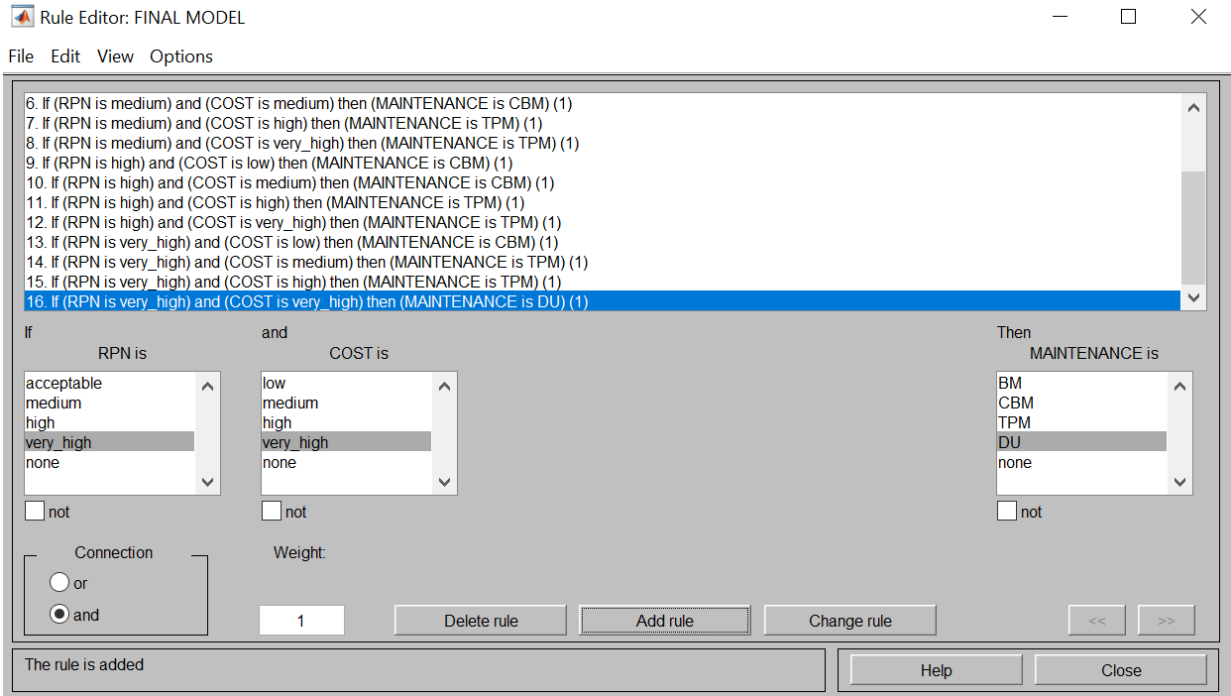 Rule Editor: FINAL MODEL
File Edit View Options
6. If (RPN is medium) and (COST is medium) then (MAINTENANCE is CBM) (1)
7. If (RPN is medium) and (COST is high) then (MAINTENANCE is TPM) (1)
8. If (RPN is medium) and (COST is very_high) then (MAINTENANCE is TPM) (1)
9. If (RPN is high) and (COST is low) then (MAINTENANCE is CBM) (1)
10. If (RPN is high) and (COST is medium) then (MAINTENANCE is CBM) (1)
11. If (RPN is high) and (COST is high) then (MAINTENANCE is TPM) (1)
12. If (RPN is high) and (COST is very_high) then (MAINTENANCE is TPM) (1)
13. If (RPN is very_high) and (COST is low) then (MAINTENANCE is CBM) (1)
14. If (RPN is very_high) and (COST is medium) then (MAINTENANCE is TPM) (1)
15. If (RPN is very_high) and (COST is high) then (MAINTENANCE is TPM) (1)
16. If (RPN is very_high) and (COST is very_high) then (MAINTENANCE is DU) (1)
If
RPN is
acceptable
medium
high
very_high
none
not
and
COST is
low
medium
high
very_high
none
not
Then
MAINTENANCE is
BM
CBM
TPM
DU
none
not
Connection
or
and
Weight:
1
Delete rule
Add rule
Change rule
<<
>>
The rule is added
Help
Close